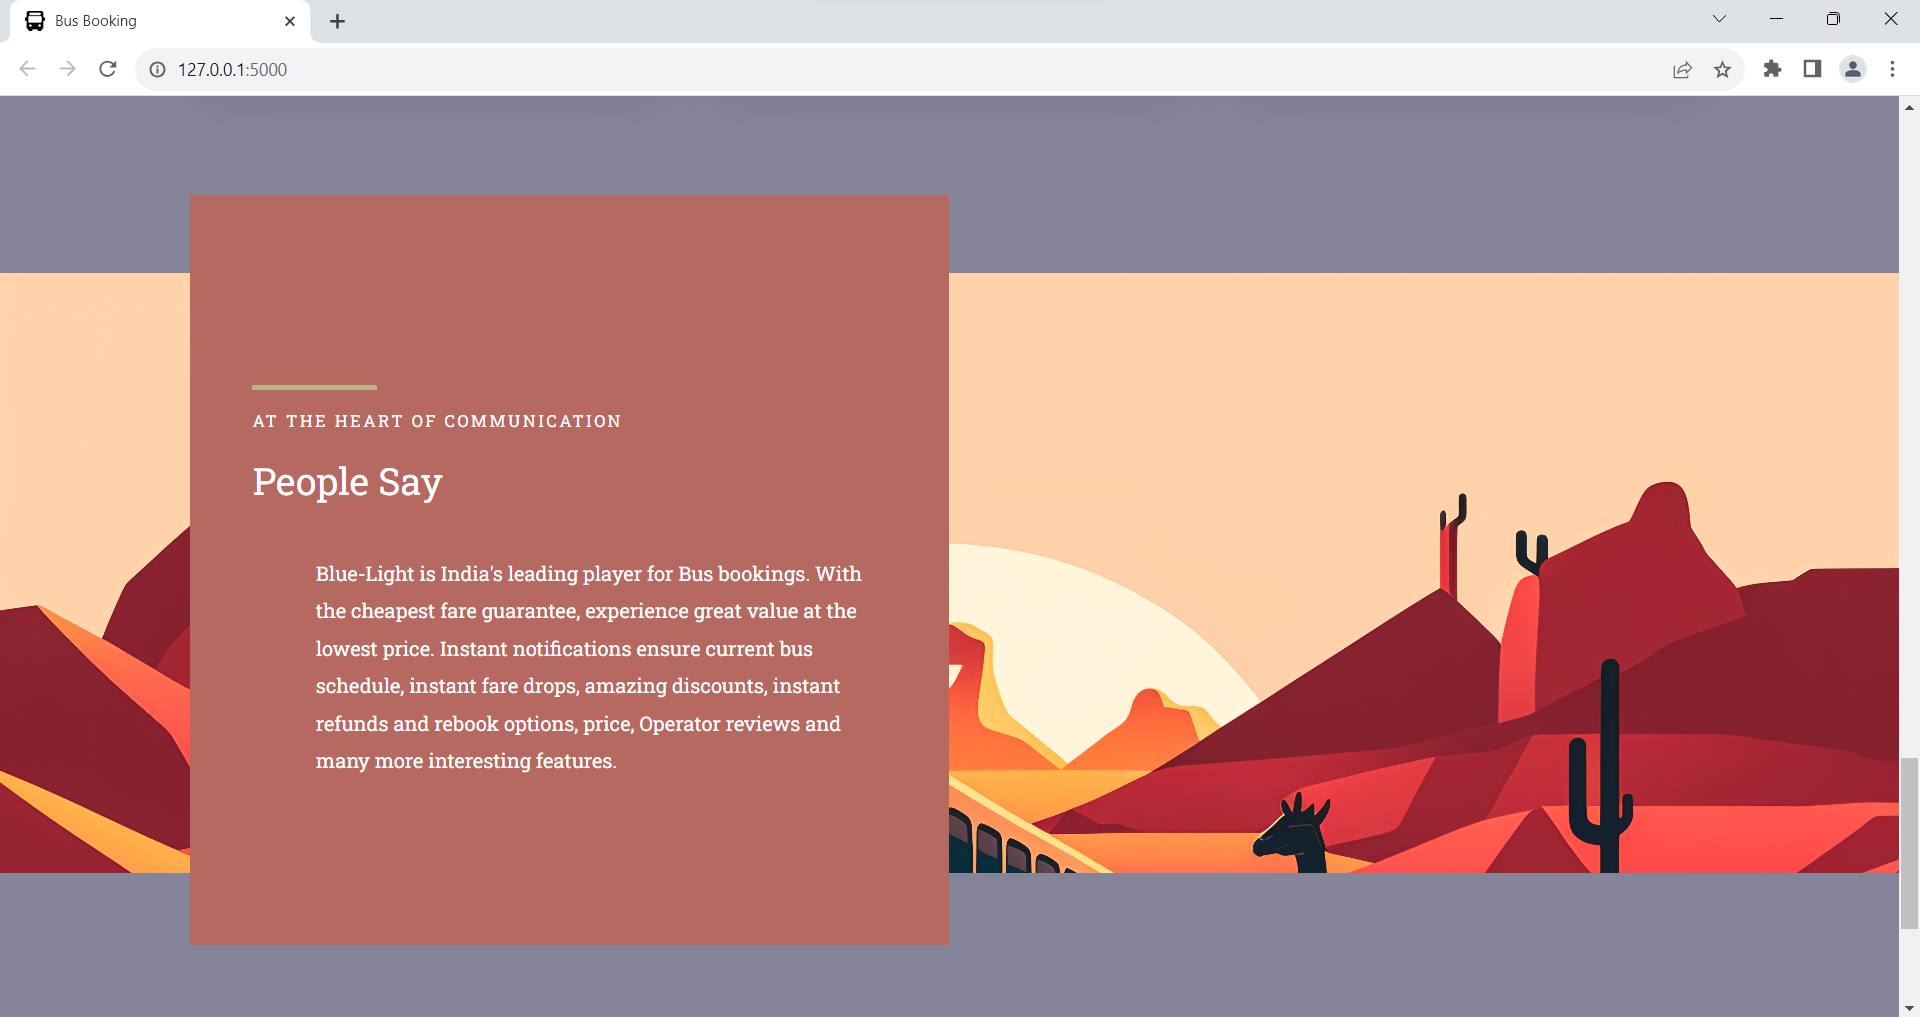 Bus Booking
127.0.0.1:5000
AT THE HEART OF COMMUNICATION
People Say
Blue-Light is India's leading player for Bus bookings. With
the cheapest fare guarantee, experience great value at the
lowest price. Instant notifications ensure current bus
schedule, instant fare drops, amazing discounts, instant
refunds and rebook options, price, Operator reviews and
many more interesting features.